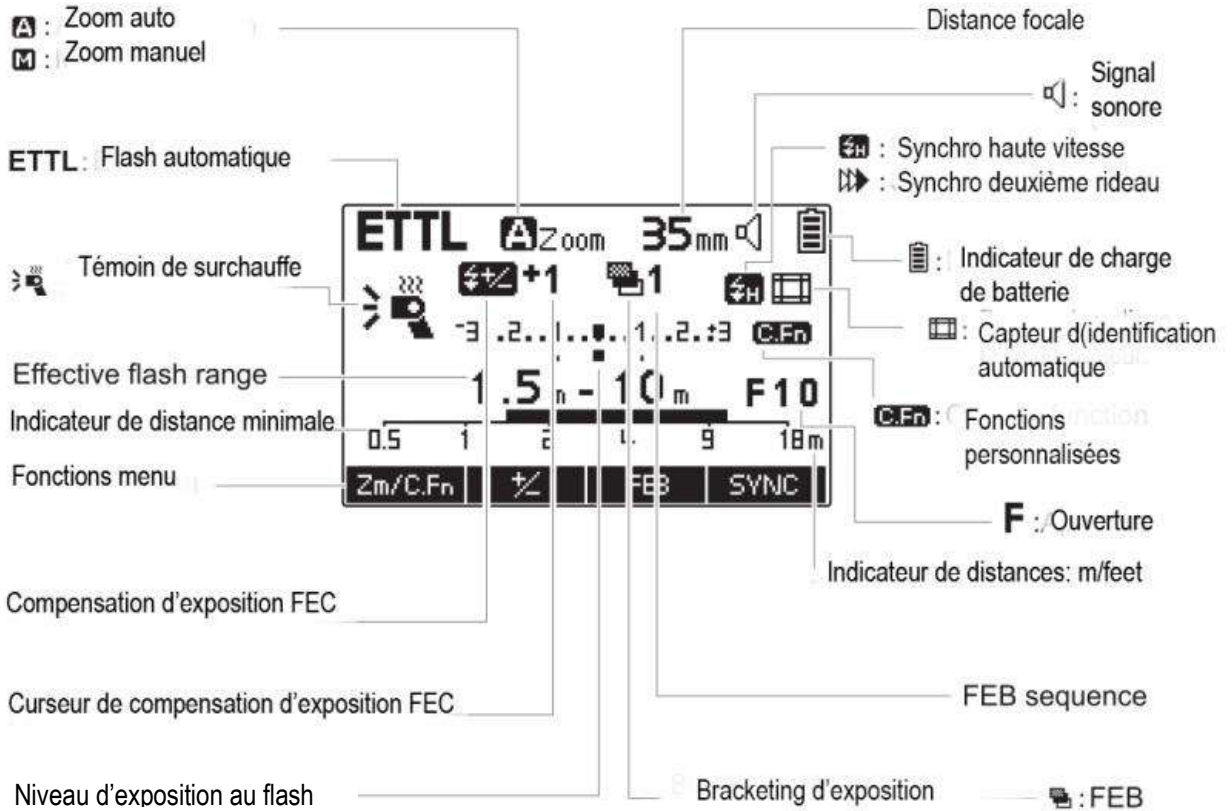 A : Zoom auto
M : Zoom manuel
Distance focale
: Signal
sonore
ETTL : Flash automatique
H : Synchro haute vitesse
: Synchro deuxième rideau
ETTL A Zoom 35mm
Témoin de surchauffe
+/- +1 1 H
: Indicateur de charge
de batterie
-3 .2..1.. ..1..2.:3 C.Fn
: Capteur d(identification
automatique
Effective flash range
1.5 - 10 m F10
C.Fn : Fonctions
personnalisées
Indicateur de distance minimale
0.5 1 2 9 18m
Fonctions menu
Zm/C.Fn +/- FEB SYNC
F : Ouverture
Indicateur de distances: m/feet
Compensation d'exposition FEC
Curseur de compensation d'exposition FEC
FEB sequence
Niveau d'exposition au flash
Bracketing d'exposition
: FEB